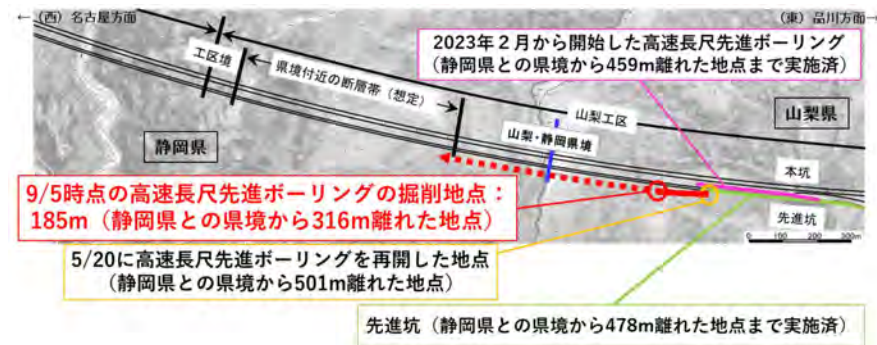 ←（西）名古屋方面
（東）品川方面→
2023年２月から開始した高速長尺先進ボーリング
（静岡県との県境から459m離れた地点まで実施済）
工区境
県境付近の断層帯（想定）
山梨工区
山梨県
静岡県
山梨・静岡県境
本坑
9/5時点の高速長尺先進ボーリングの掘削地点：
185m（静岡県との県境から316m離れた地点）
先進坑
0 100 200 300m
5/20に高速長尺先進ボーリングを再開した地点
（静岡県との県境から501m離れた地点）
先進坑（静岡県との県境から478m離れた地点まで実施済）